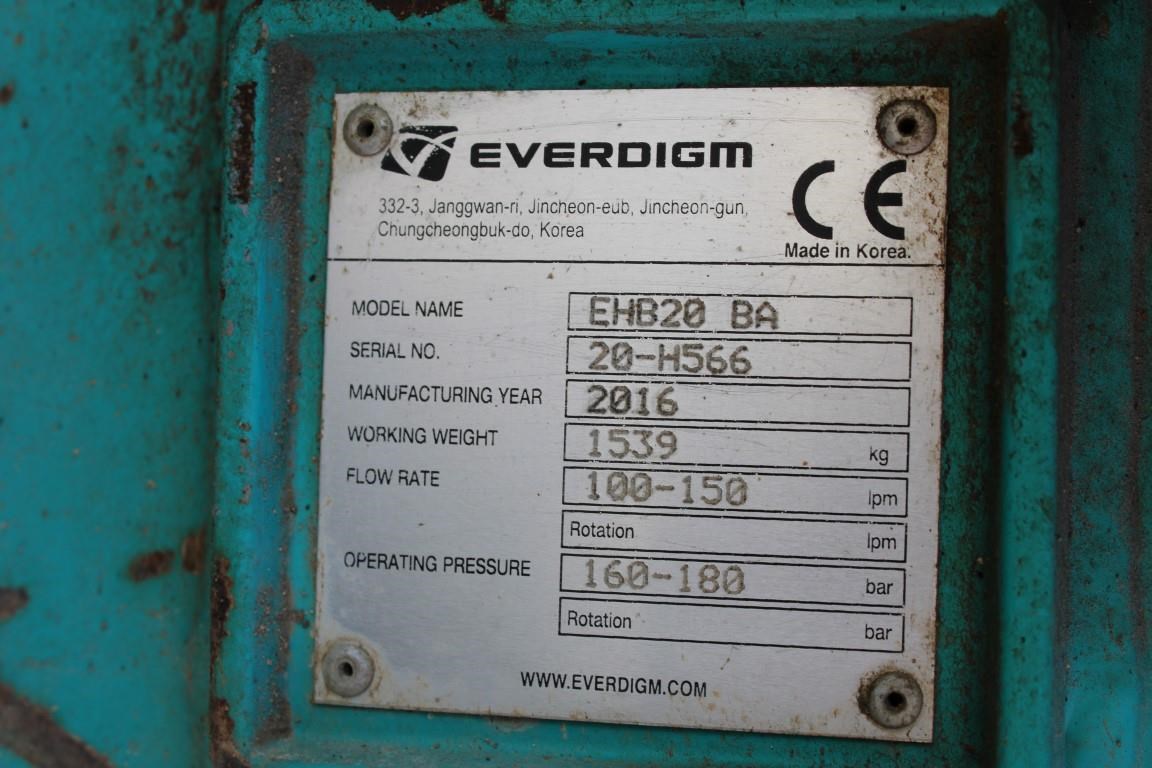 EVERDIGM
332-3, Janggwan-ri, Jincheon-eub, Jincheon-gun,
Chungcheongbuk-do, Korea
CE
Made in Korea.
MODEL NAME EHB20 BA
SERIAL NO. 20-H566
MANUFACTURING YEAR 2016
WORKING WEIGHT 1539 kg
FLOW RATE 100-150 lpm
Rotation lpm
OPERATING PRESSURE 160-180 bar
Rotation bar
WWW.EVERDIGM.COM